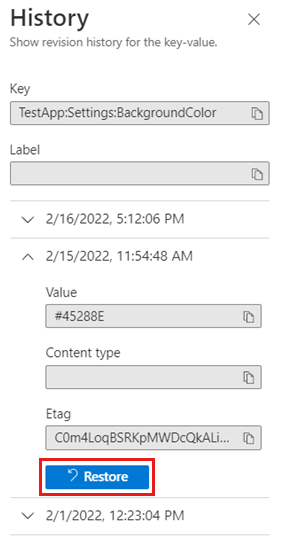 History
Show revision history for the key-value.
Key
TestApp:Settings:BackgroundColor
Label
2/16/2022, 5:12:06 PM
2/15/2022, 11:54:48 AM
Value
#45288E
Content type
Etag
C0m4LoqBSRKpMWDcQkALi...
Restore
2/1/2022, 12:23:04 PM